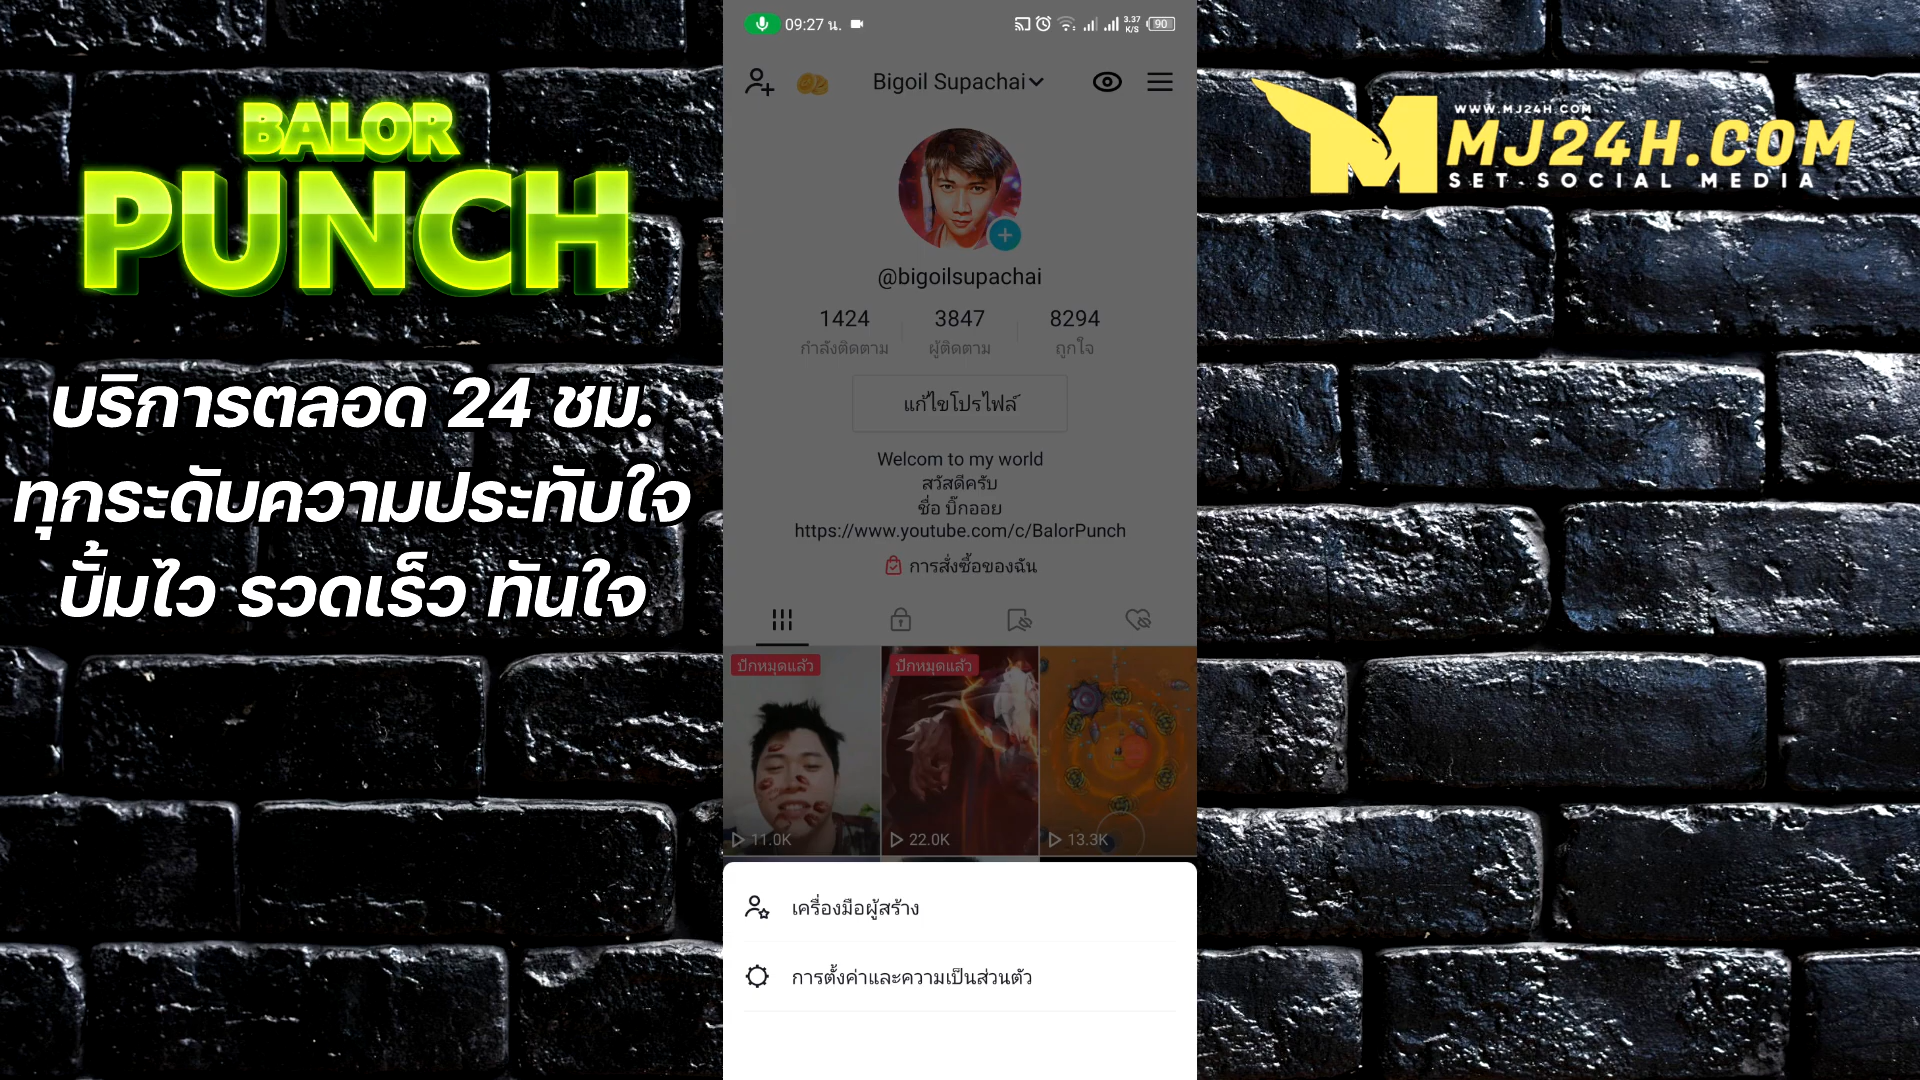 BALOR
PUNCH
บริการตลอด 24 ชม.
ทุกระดับความประทับใจ
ปั้มไว รวดเร็ว ทันใจ
09:27 น.
3.37
K/S
90
Bigoil Supachai
@bigoilsupachai
1424
3847
8294
กำลังติดตาม
ผู้ติดตาม
ถูกใจ
แก้ไขโปรไฟล์
Welcom to my world
สวัสดีครับ
ชื่อ บิ๊กออย
https://www.youtube.com/c/BalorPunch
การสั่งซื้อของฉัน
ปักหมุดแล้ว
ปักหมุดแล้ว
11.0K
22.0K
13.3K
เครื่องมือผู้สร้าง
การตั้งค่าและความเป็นส่วนตัว
WWW.MJ24H.COM
MJ24H.COM
SET SOCIAL MEDIA